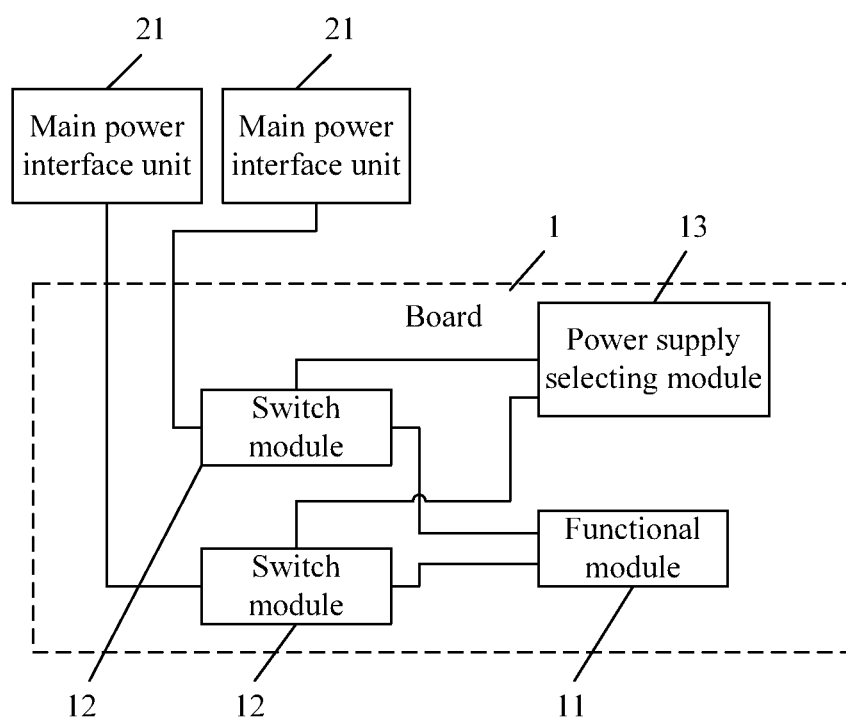 21
21
Main power
interface unit
Main power
interface unit
1
13
Board
Power supply
selecting module
Switch
module
Functional
module
Switch
module
12
12
11